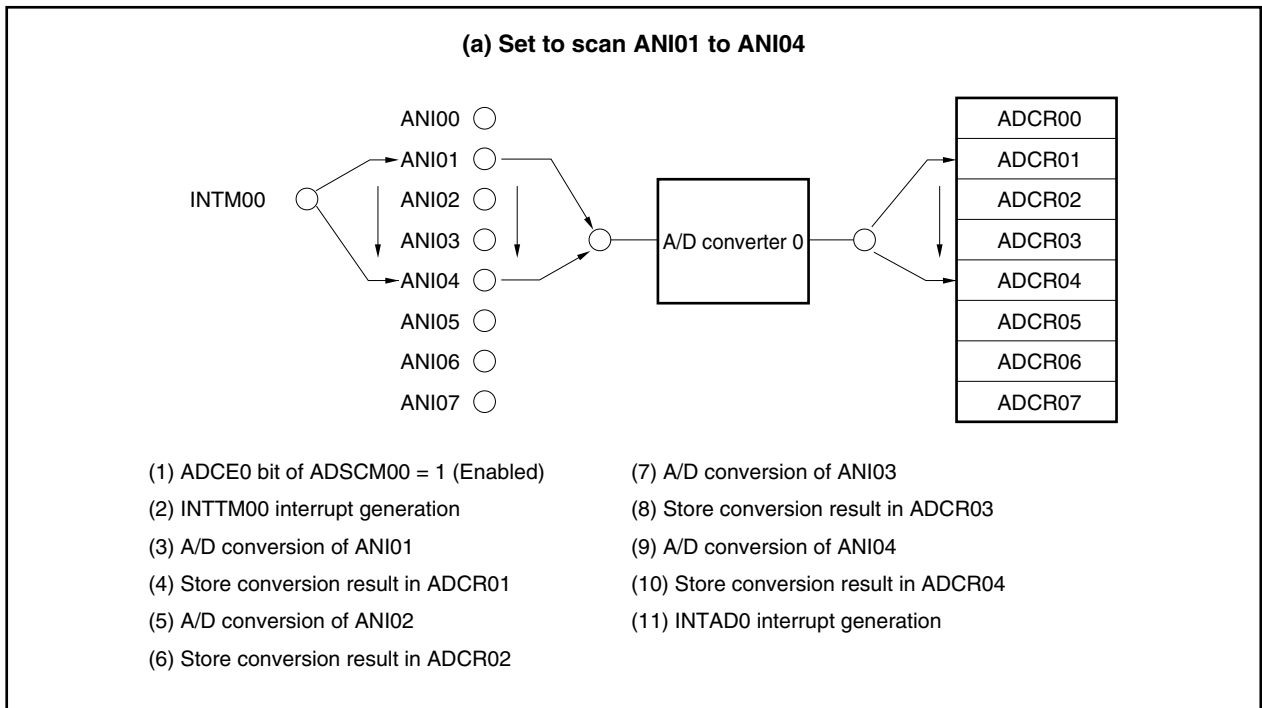 (a) Set to scan ANI01 to ANI04
INTM00
ANI00
ANI01
ANI02
ANI03
ANI04
ANI05
ANI06
ANI07
A/D converter 0
ADCR00
ADCR01
ADCR02
ADCR03
ADCR04
ADCR05
ADCR06
ADCR07
(1) ADCE0 bit of ADSCM00 = 1 (Enabled)
(2) INTTM00 interrupt generation
(3) A/D conversion of ANI01
(4) Store conversion result in ADCR01
(5) A/D conversion of ANI02
(6) Store conversion result in ADCR02
(7) A/D conversion of ANI03
(8) Store conversion result in ADCR03
(9) A/D conversion of ANI04
(10) Store conversion result in ADCR04
(11) INTAD0 interrupt generation